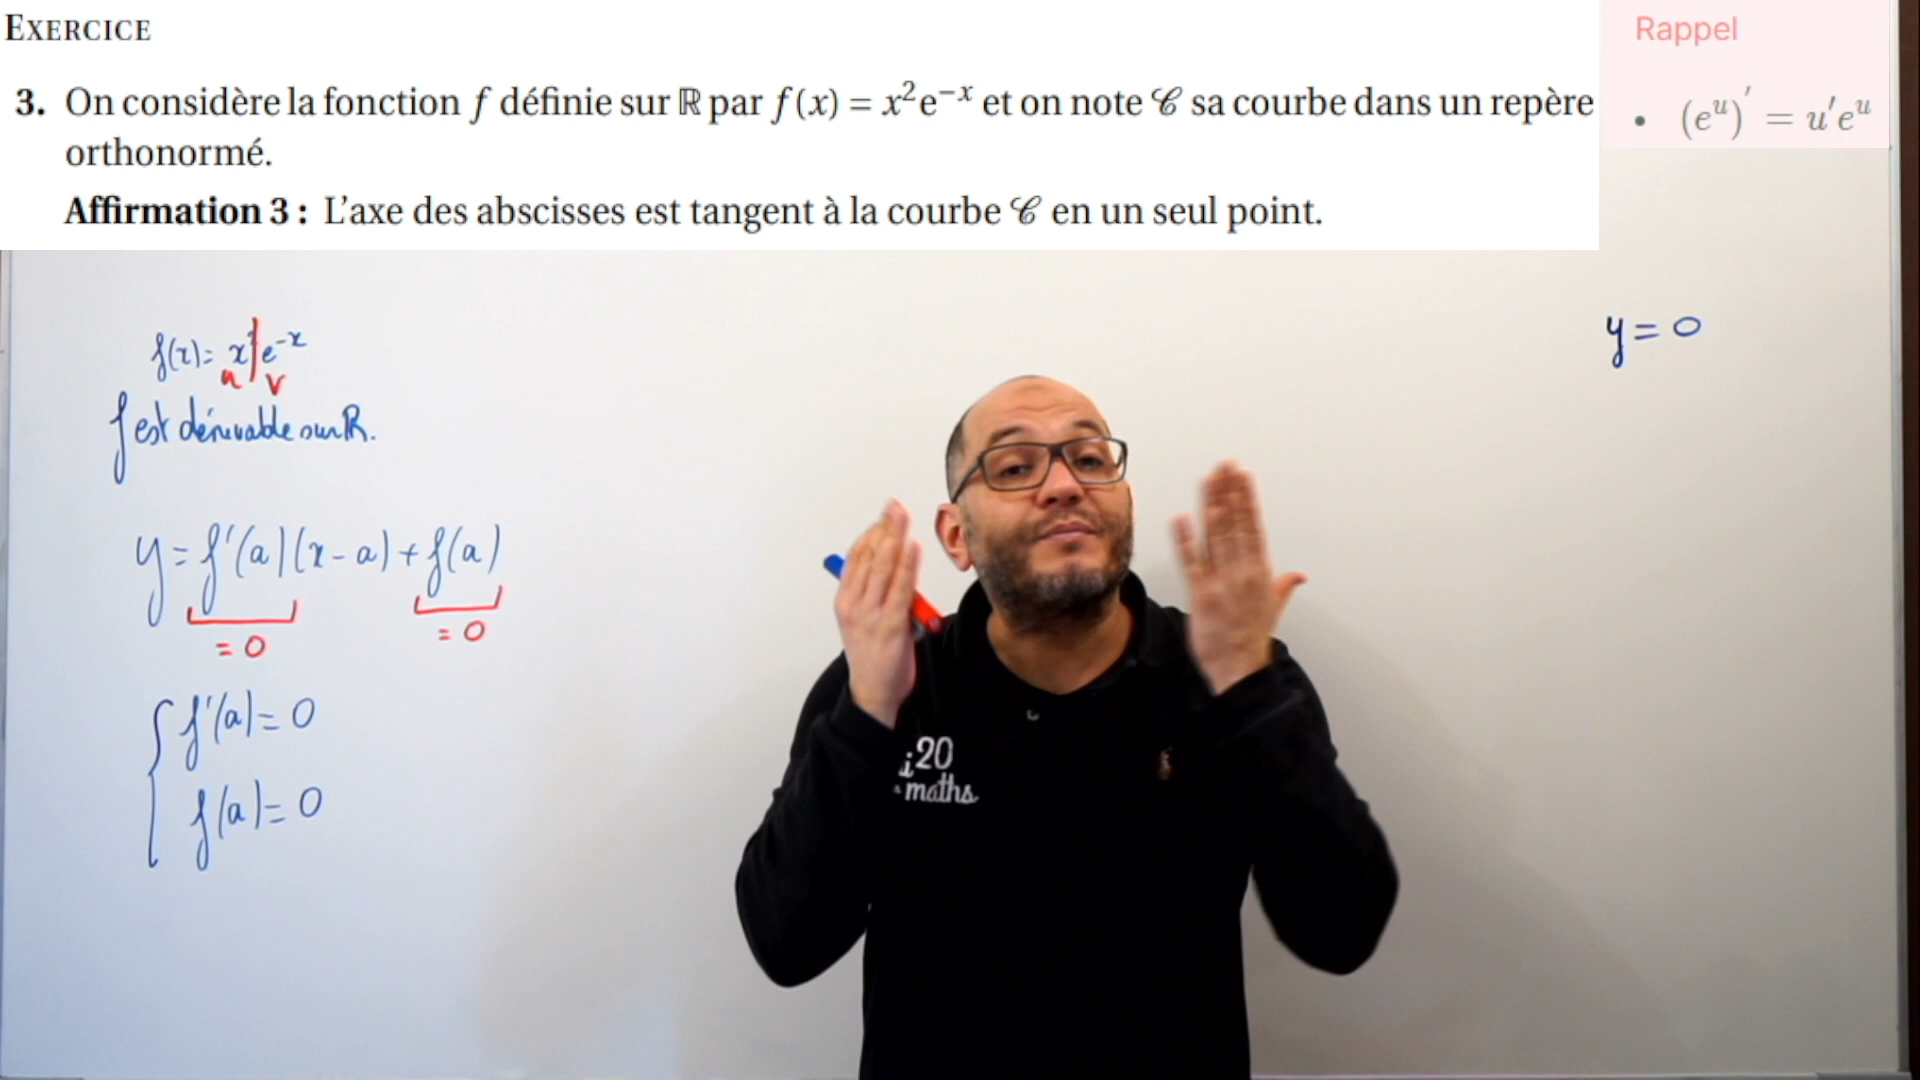 EXERCICE
3. On considère la fonction f définie sur ℝ par f(x) = x²e⁻ˣ et on note 𝒞 sa courbe dans un repère
orthonormé.
Affirmation 3 : L'axe des abscisses est tangent à la courbe 𝒞 en un seul point.
Rappel
• (eᵘ)′ = u′eᵘ
f(x) = x² e⁻ˣ
u v
f est dérivable sur ℝ.
y = f'(a)(x - a) + f(a)
= 0 = 0
{ f'(a) = 0
f(a) = 0
y = 0
i20
maths